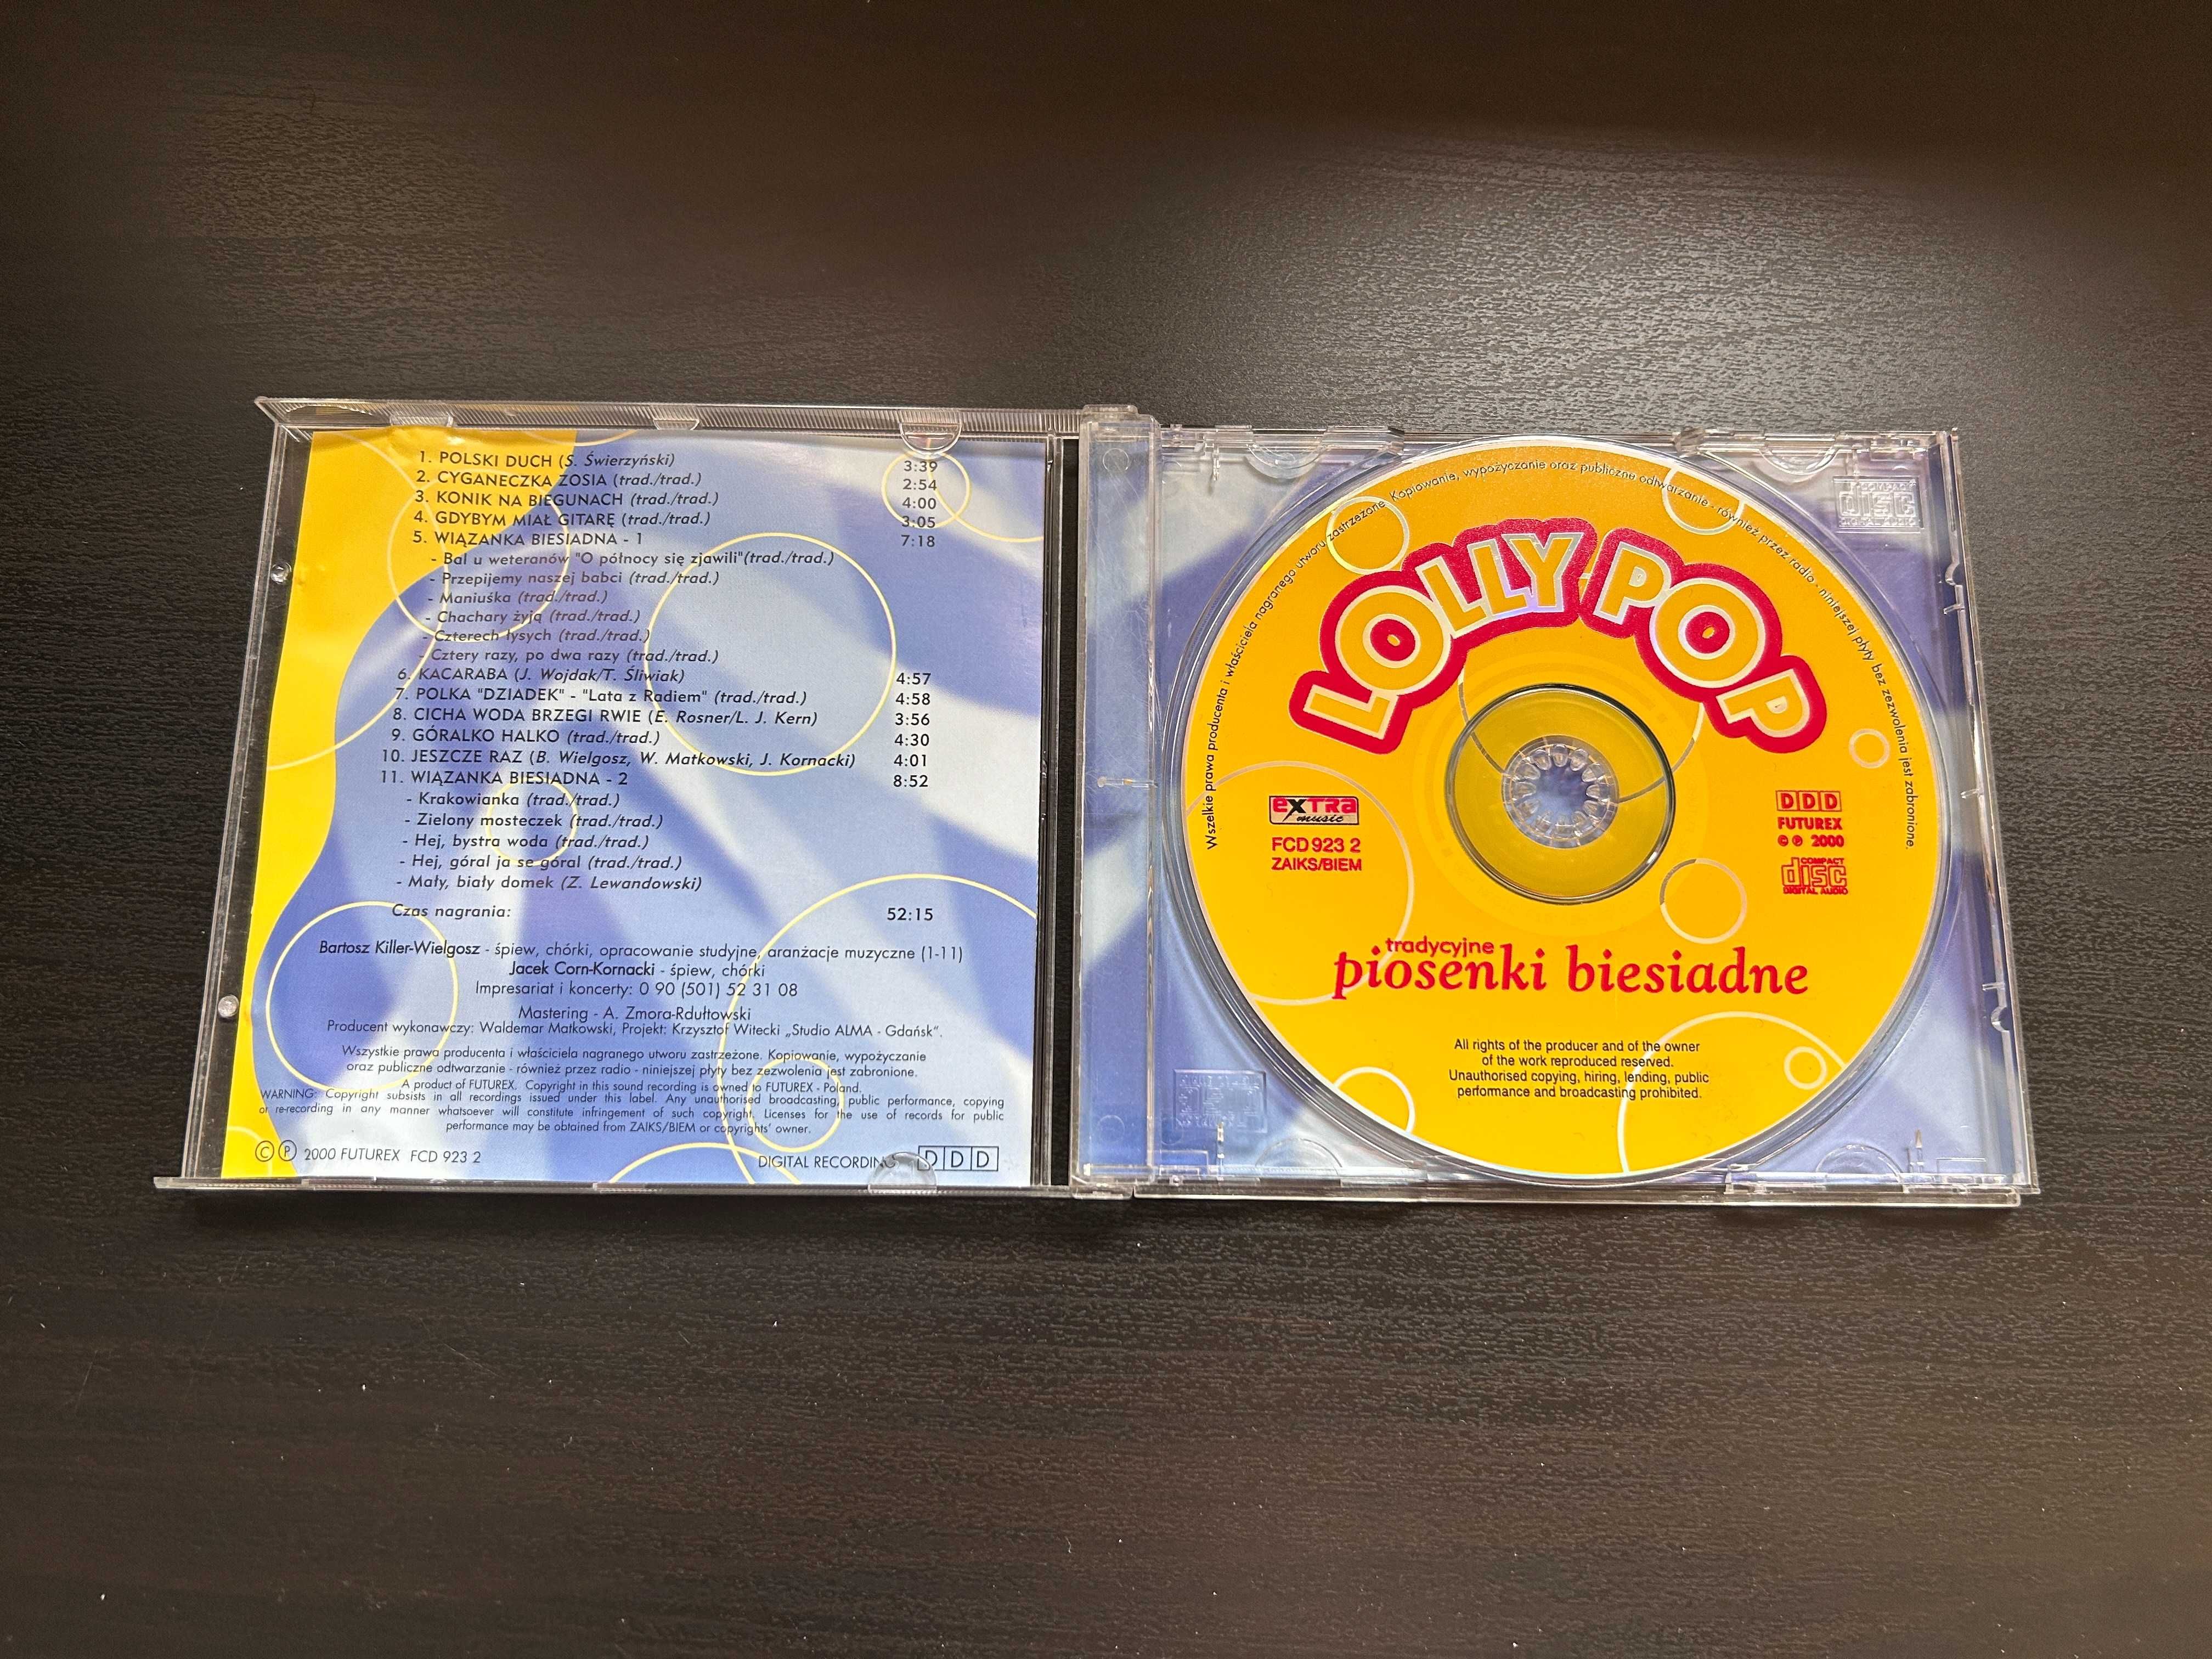 1. POLSKI DUCH (S. Świerzyński) 3:39
2. CYGANECZKA ZOSIA (trad./trad.) 2:54
3. KONIK NA BIEGUNACH (trad./trad.) 4:00
4. GDYBYM MIAŁ GITARĘ (trad./trad.) 3:05
5. WIĄZANKA BIESIADNA - 1 7:18
- Bal u weteranów "O północy się zjawili"(trad./trad.)
- Przepijemy naszej babci (trad./trad.)
- Maniuśka (trad./trad.)
- Chachary żyją (trad./trad.)
- Czterech łysych (trad./trad.)
- Cztery razy, po dwa razy (trad./trad.)
6. KACARABA (J. Wojdak/T. Śliwiak) 4:57
7. POLKA "DZIADEK" - "Lata z Radiem" (trad./trad.) 4:58
8. CICHA WODA BRZEGI RWIE (E. Rosner/L. J. Kern) 3:56
9. GÓRALKO HALKO (trad./trad.) 4:30
10. JESZCZE RAZ (B. Wielgosz, W. Matkowski, J. Kornacki) 4:01
11. WIĄZANKA BIESIADNA - 2 8:52
- Krakowianka (trad./trad.)
- Zielony mosteczek (trad./trad.)
- Hej, bystra woda (trad./trad.)
- Hej, góral ja se góral (trad./trad.)
- Mały, biały domek (Z. Lewandowski)
Czas nagrania: 52:15
Bartosz Killer-Wielgosz - śpiew, chórki, opracowanie studyjne, aranżacje muzyczne (1-11)
Jacek Corn-Kornacki - śpiew, chórki
Impresariat i koncerty: 0 90 (501) 52 31 08
Mastering - A. Zmora-Rdułtowski
Producent wykonawczy: Waldemar Matkowski, Projekt: Krzysztof Witecki „Studio ALMA - Gdańsk“.
Wszystkie prawa producenta i właściciela nagranego utworu zastrzeżone. Kopiowanie, wypożyczanie
oraz publiczne odtwarzanie - również przez radio - niniejszej płyty bez zezwolenia jest zabronione.
A product of FUTUREX. Copyright in this sound recording is owned to FUTUREX - Poland.
WARNING: Copyright subsists in all recordings issued under this label. Any unauthorised broadcasting, public performance, copying
or re-recording in any manner whatsoever will constitute infringement of such copyright. Licenses for the use of records for public
performance may be obtained from ZAIKS/BIEM or copyrights' owner.
© ℗ 2000 FUTUREX FCD 923 2
DIGITAL RECORDING DDD
Wszelkie prawa producenta i właściciela nagranego utworu zastrzeżone Kopiowanie, wypożyczanie oraz publiczne odtwarzanie - również przez radio - niniejszej płyty bez zezwolenia jest zabronione.
LOLLY POP
extra
music
FCD 923 2
ZAIKS/BIEM
DDD
FUTUREX
© ℗ 2000
COMPACT
disc
DIGITAL AUDIO
tradycyjne
piosenki biesiadne
All rights of the producer and of the owner
of the work reproduced reserved.
Unauthorised copying, hiring, lending, public
performance and broadcasting prohibited.
COMPACT
disc
DIGITAL AUDIO